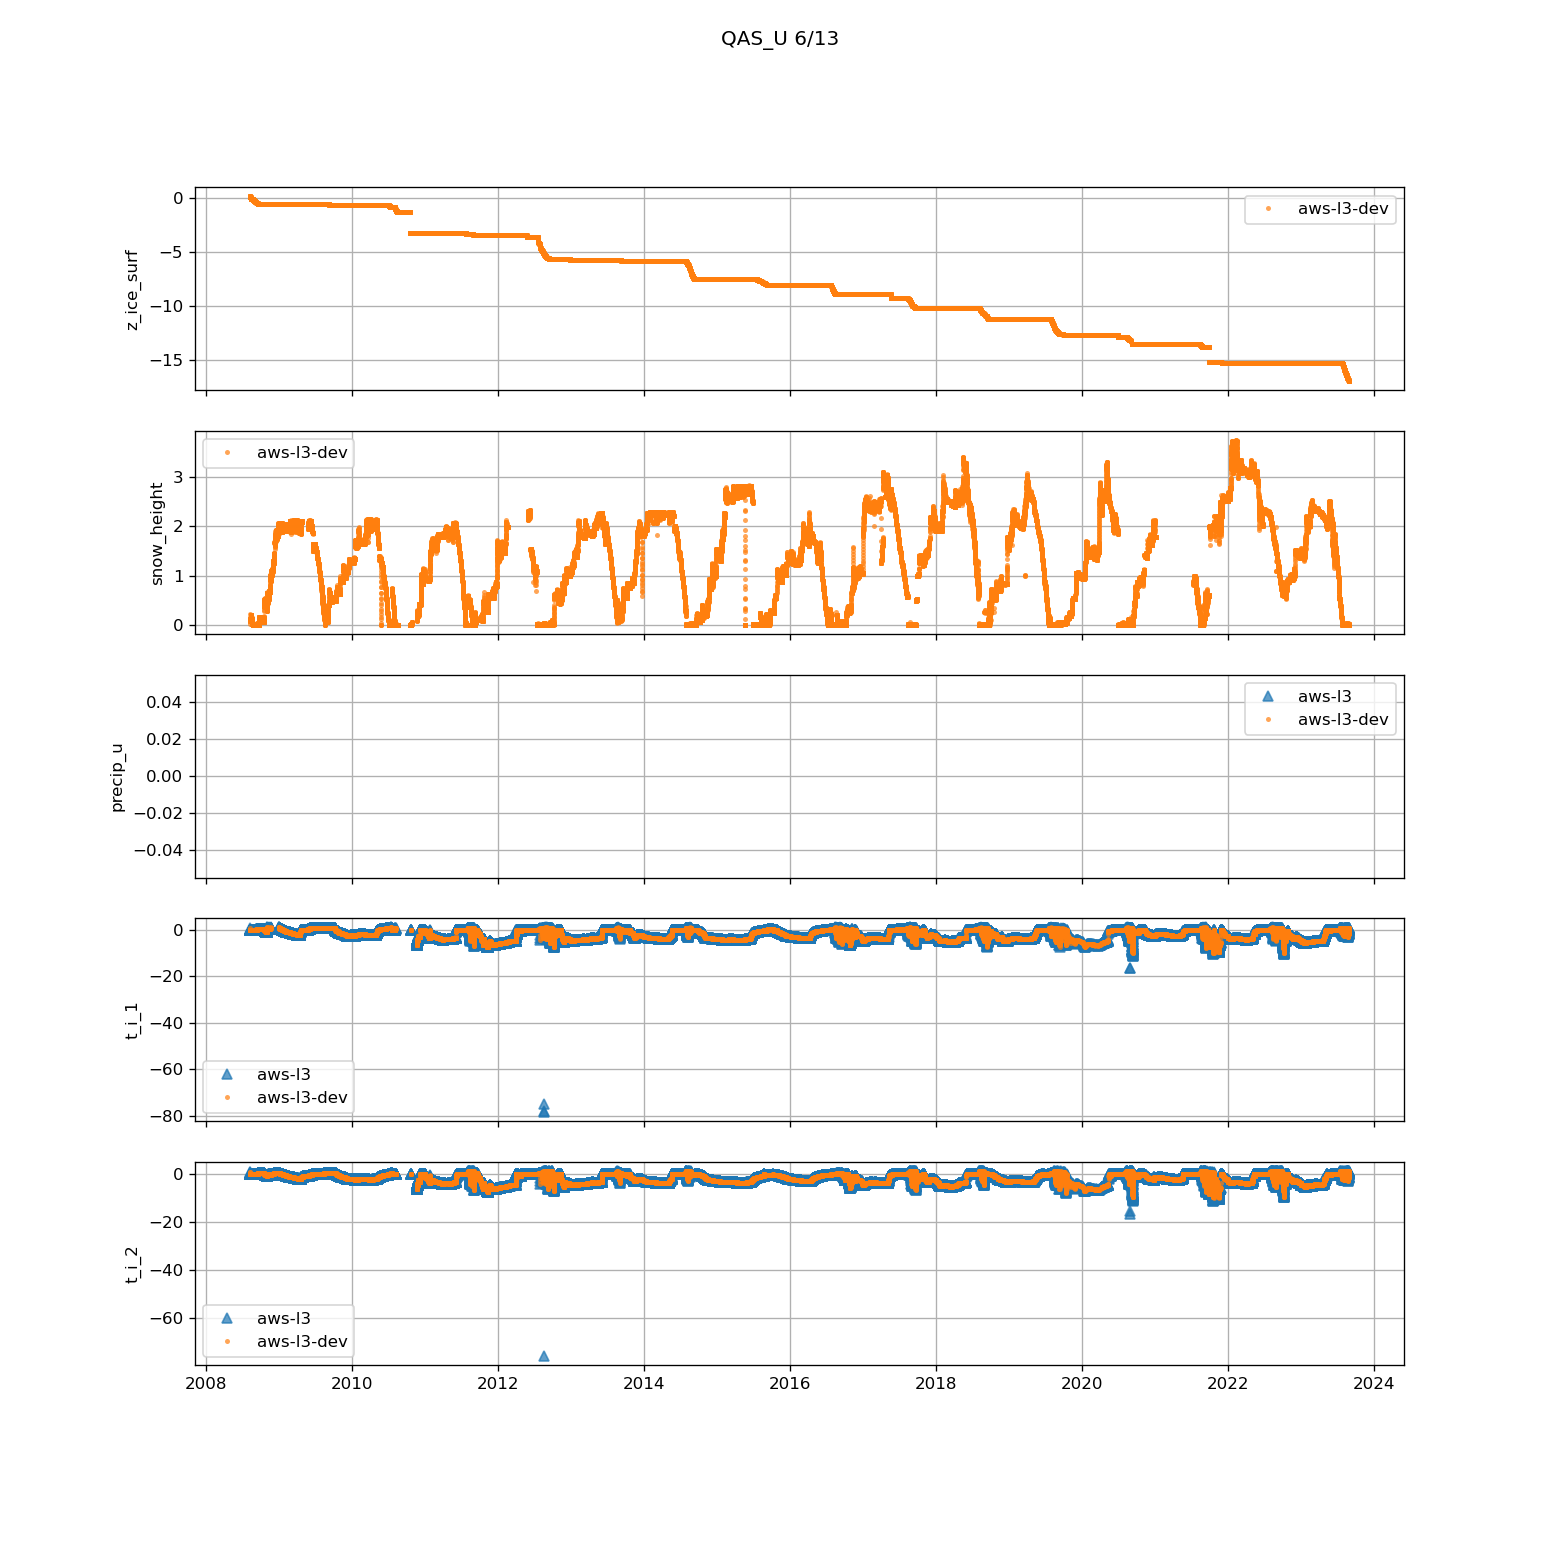 QAS_U 6/13
0
−5
−10
−15
z_ice_surf
aws-l3-dev
3
2
1
0
snow_height
aws-l3-dev
0.04
0.02
0.00
−0.02
−0.04
precip_u
aws-l3
aws-l3-dev
0
−20
−40
−60
−80
t_i_1
aws-l3
aws-l3-dev
0
−20
−40
−60
t_i_2
aws-l3
aws-l3-dev
2008 2010 2012 2014 2016 2018 2020 2022 2024